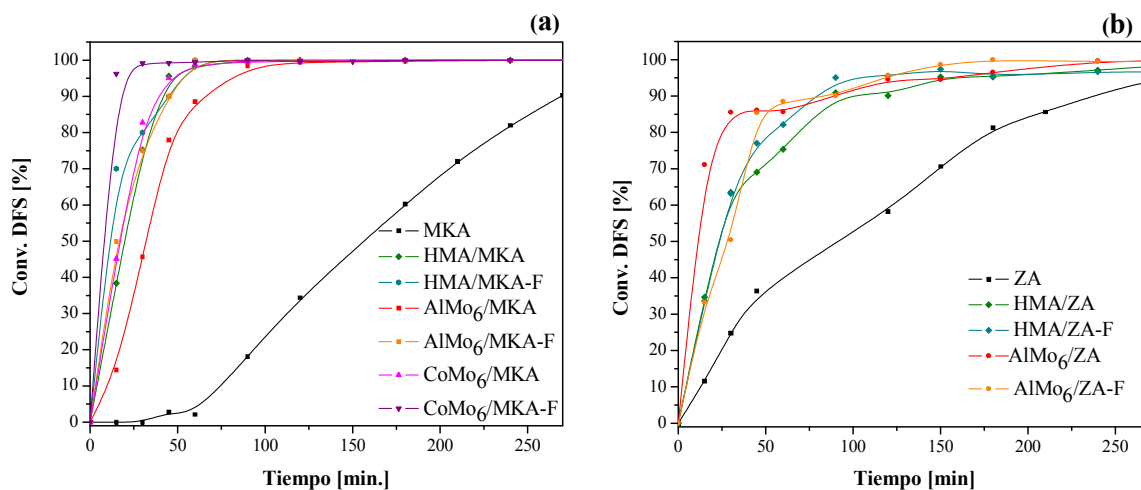 (a)
Conv. DFS [%]
100
90
80
70
60
50
40
30
20
10
0
MKA
HMA/MKA
HMA/MKA-F
AlMo6/MKA
AlMo6/MKA-F
CoMo6/MKA
CoMo6/MKA-F
0 50 100 150 200 250
Tiempo [min.]
(b)
Conv. DFS [%]
100
90
80
70
60
50
40
30
20
10
0
ZA
HMA/ZA
HMA/ZA-F
AlMo6/ZA
AlMo6/ZA-F
0 50 100 150 200 250
Tiempo [min]